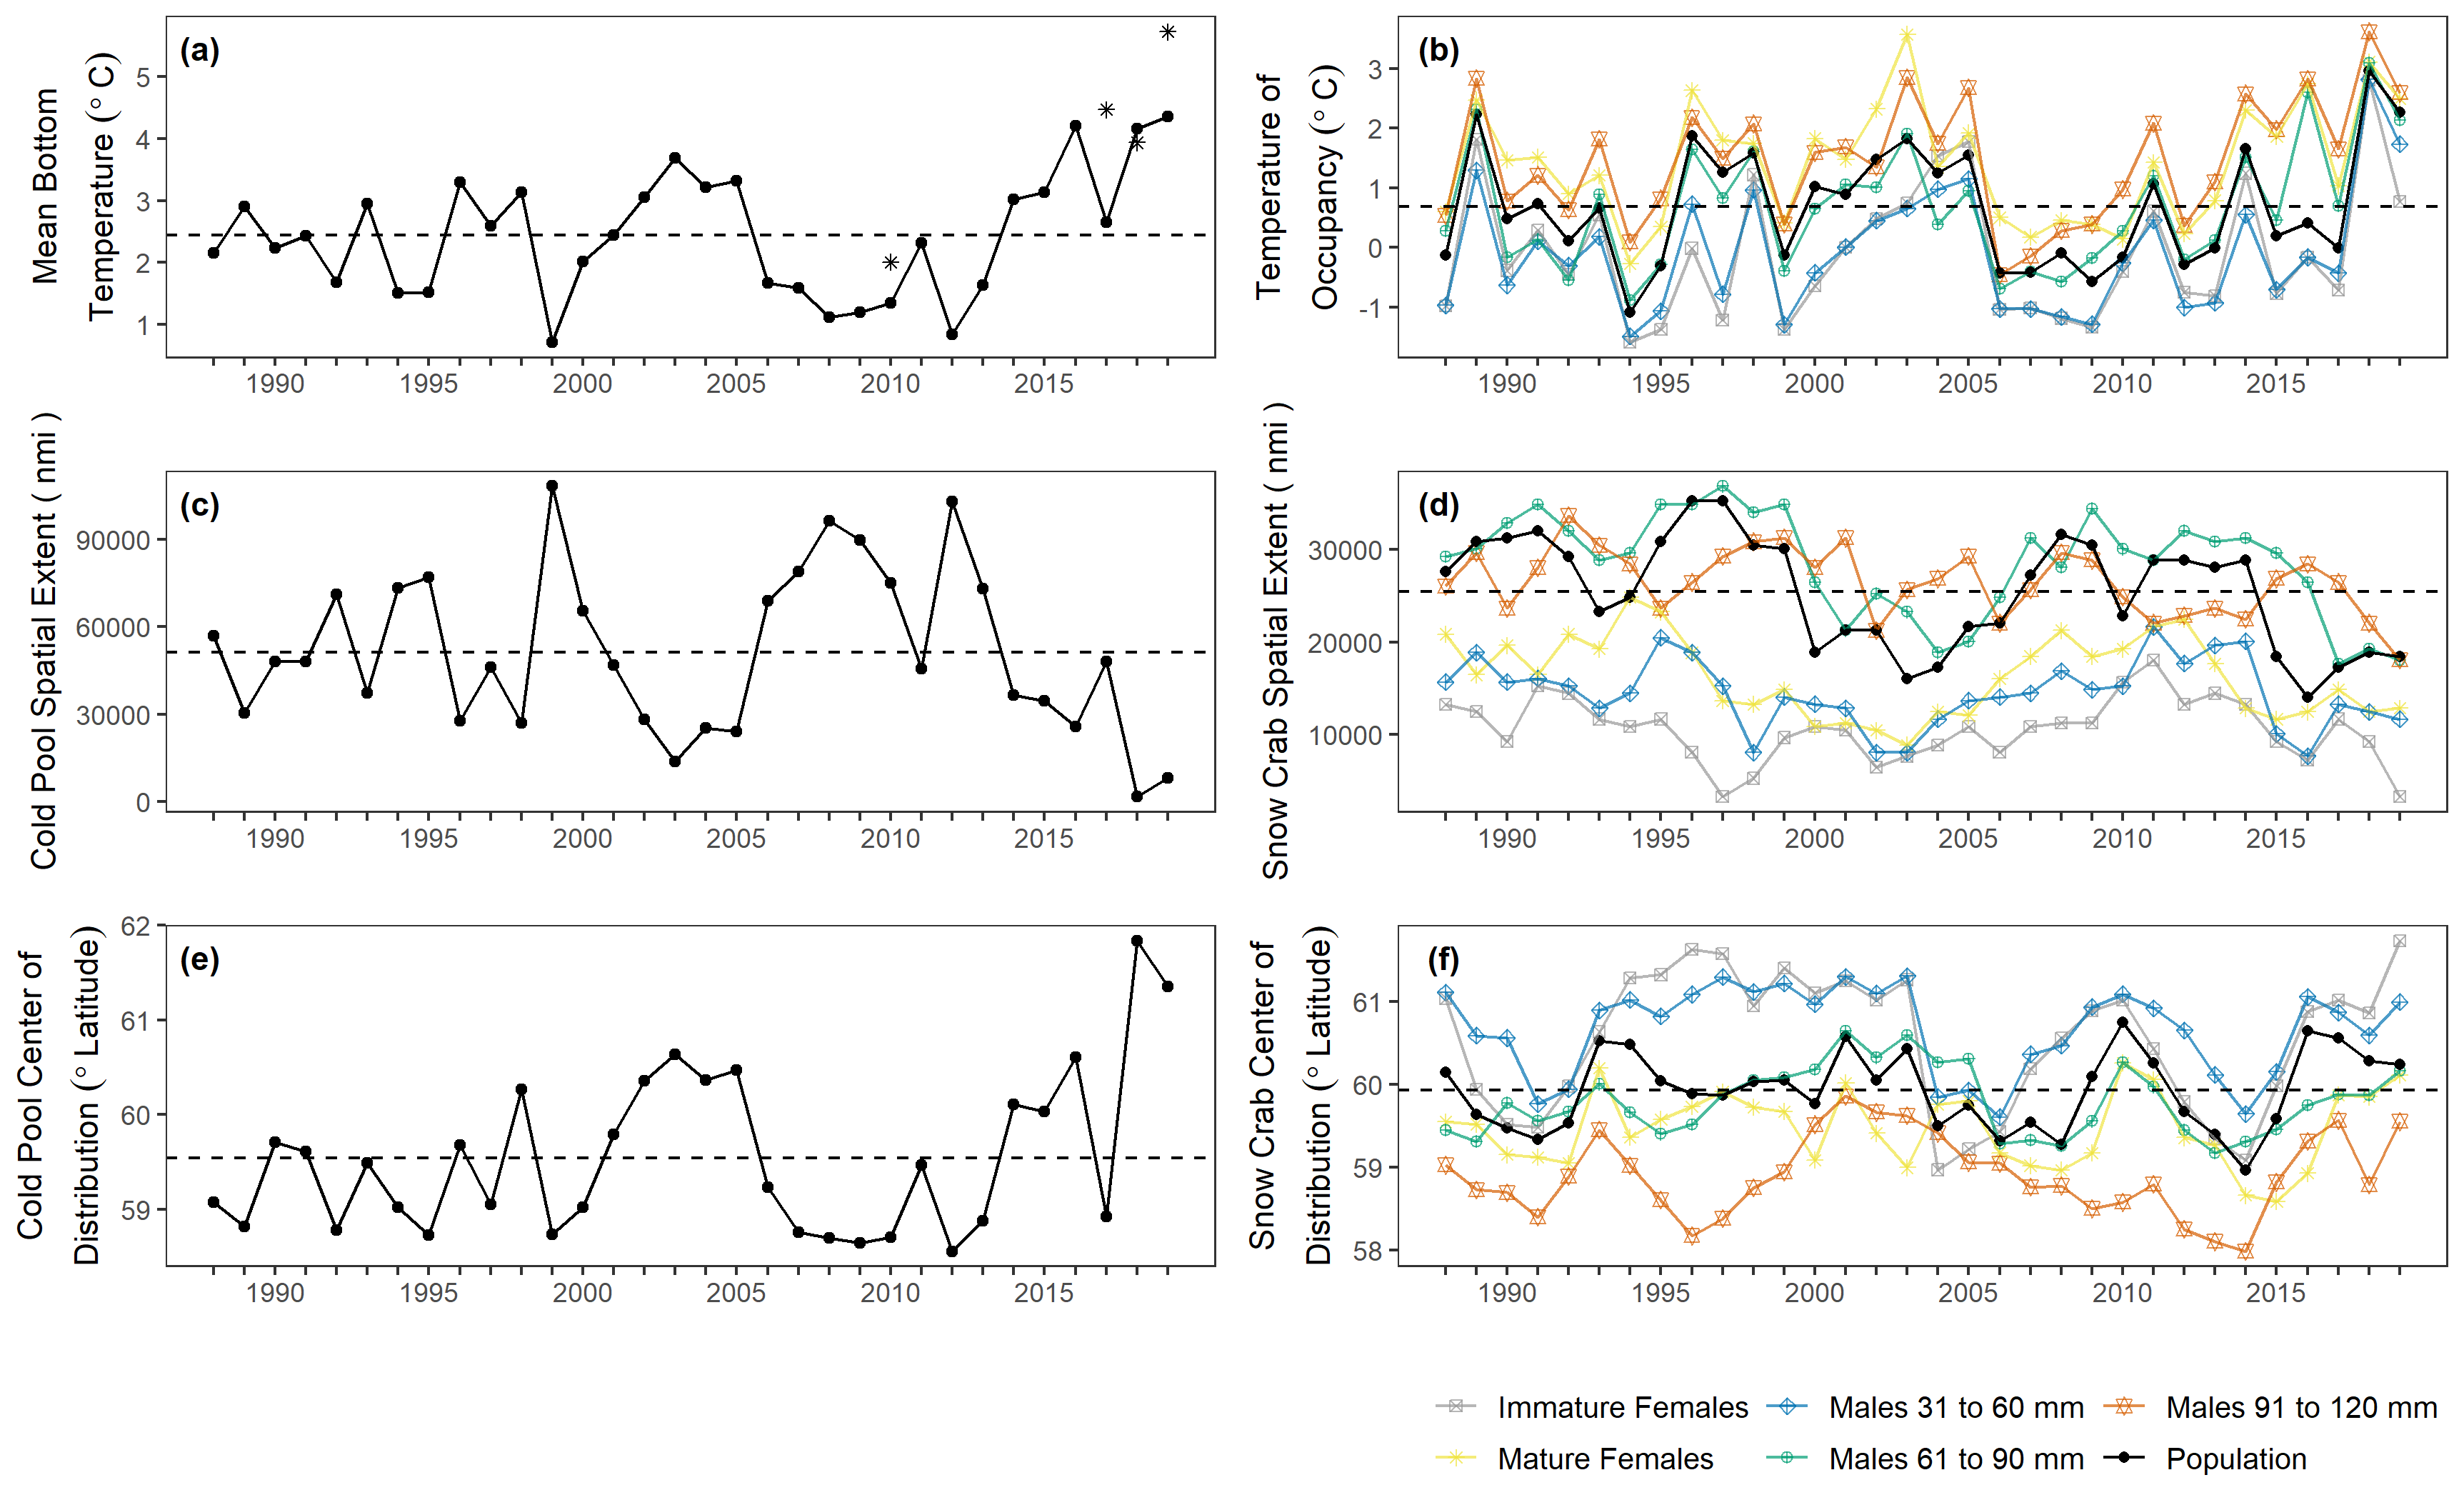 (a)
Mean Bottom
Temperature (° C)
5
4
3
2
1
1990 1995 2000 2005 2010 2015
(b)
Temperature of
Occupancy (° C)
3
2
1
0
-1
1990 1995 2000 2005 2010 2015
(c)
Cold Pool Spatial Extent ( nmi )
90000
60000
30000
0
1990 1995 2000 2005 2010 2015
(d)
Snow Crab Spatial Extent ( nmi )
30000
20000
10000
1990 1995 2000 2005 2010 2015
(e)
Cold Pool Center of
Distribution (° Latitude)
62
61
60
59
1990 1995 2000 2005 2010 2015
(f)
Snow Crab Center of
Distribution (° Latitude)
61
60
59
58
1990 1995 2000 2005 2010 2015
Immature Females Males 31 to 60 mm Males 91 to 120 mm
Mature Females Males 61 to 90 mm Population